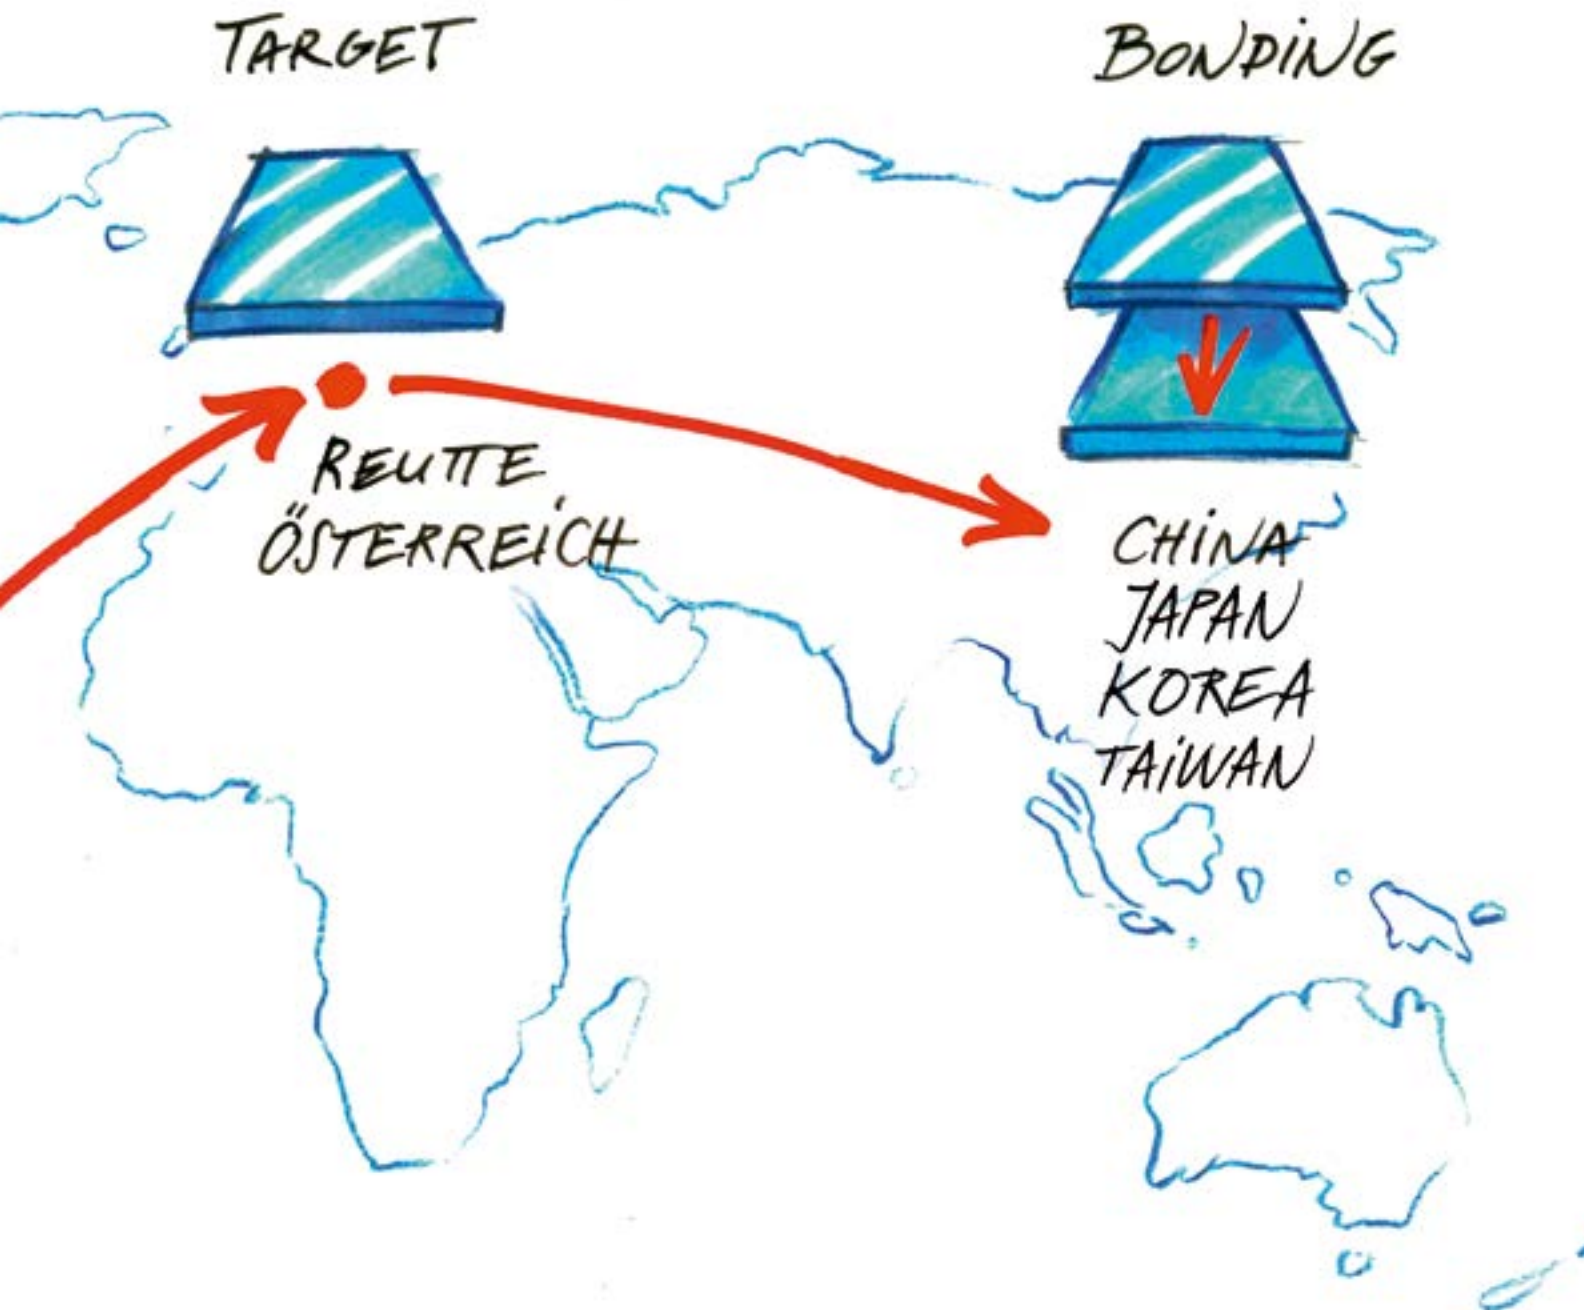 TARGET
BONDING
REUTTE,
ÖSTERREICH
CHINA
JAPAN
KOREA
TAIWAN